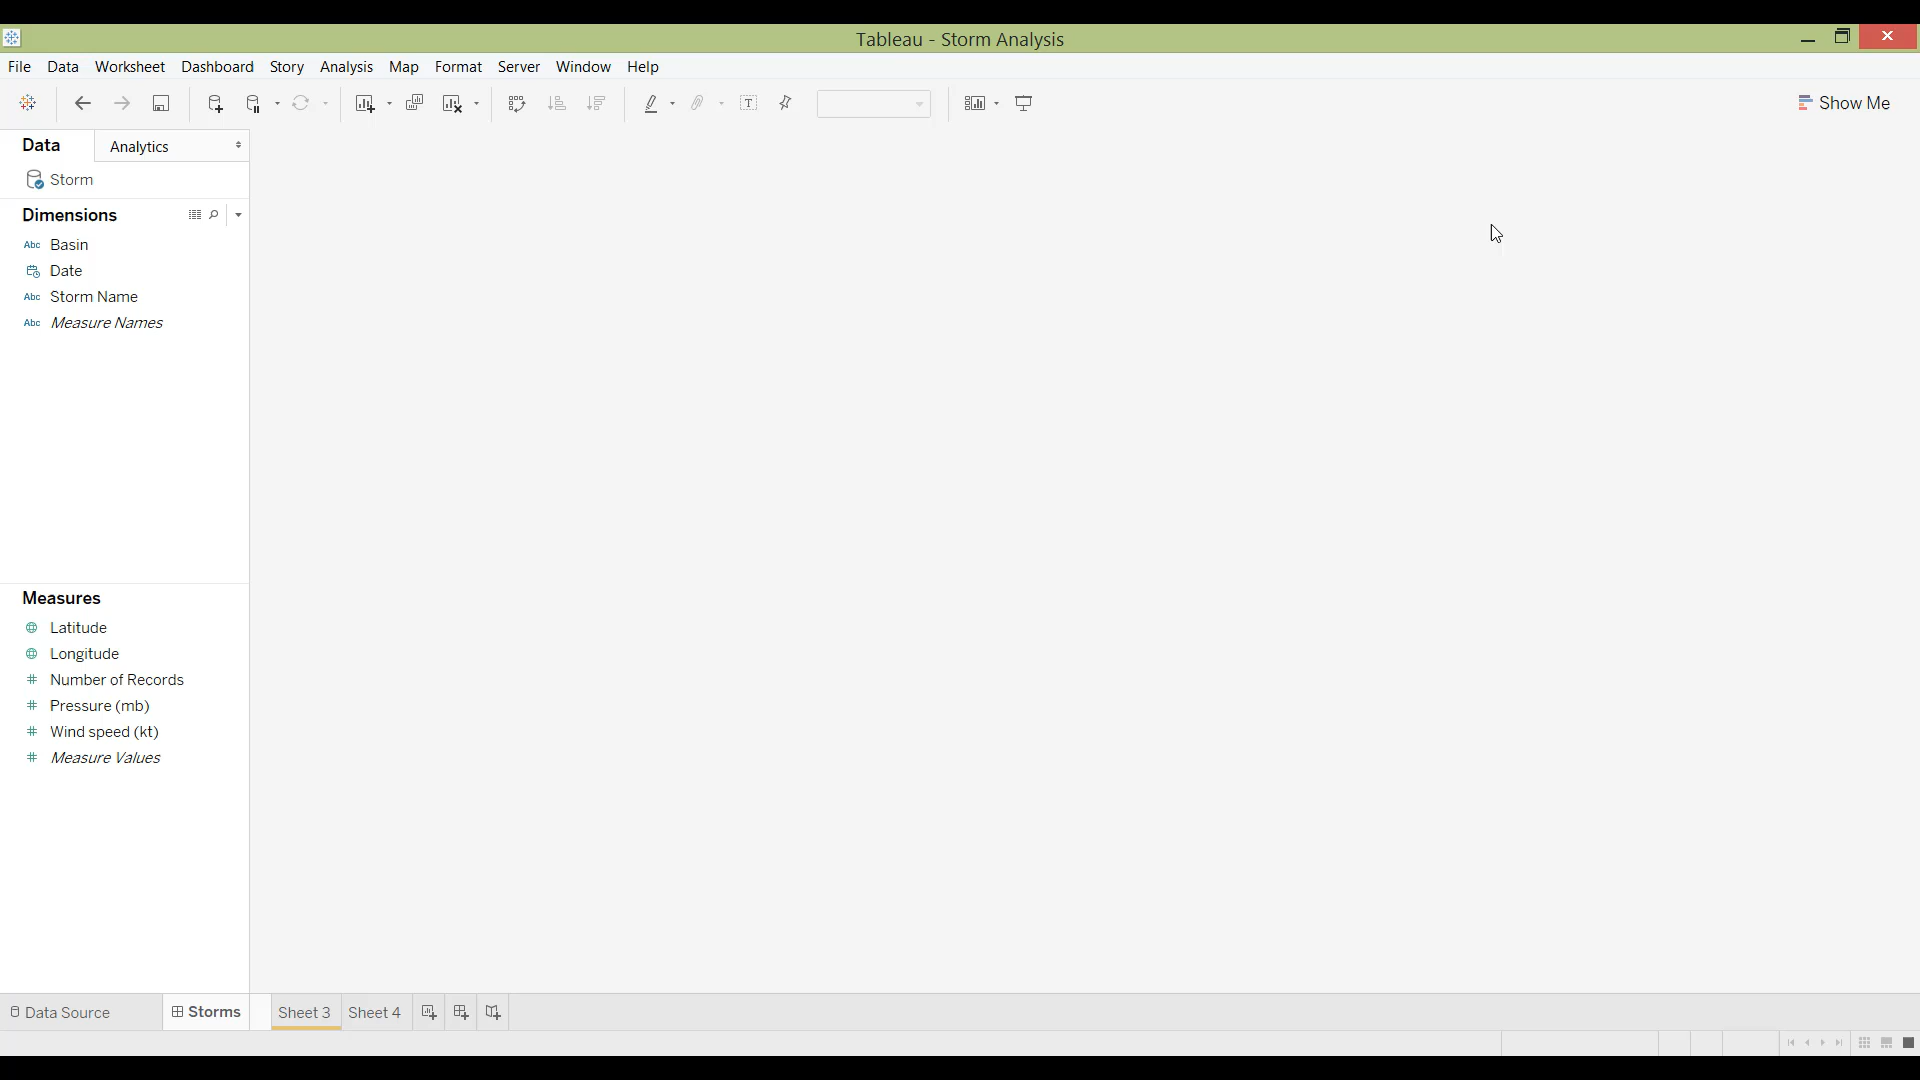 Tableau - Storm Analysis
File Data Worksheet Dashboard Story Analysis Map Format Server Window Help
T
Show Me
Data Analytics
Storm
Dimensions
Abc Basin
Date
Abc Storm Name
Abc Measure Names
Measures
Latitude
Longitude
# Number of Records
# Pressure (mb)
# Wind speed (kt)
# Measure Values
Data Source Storms Sheet 3 Sheet 4